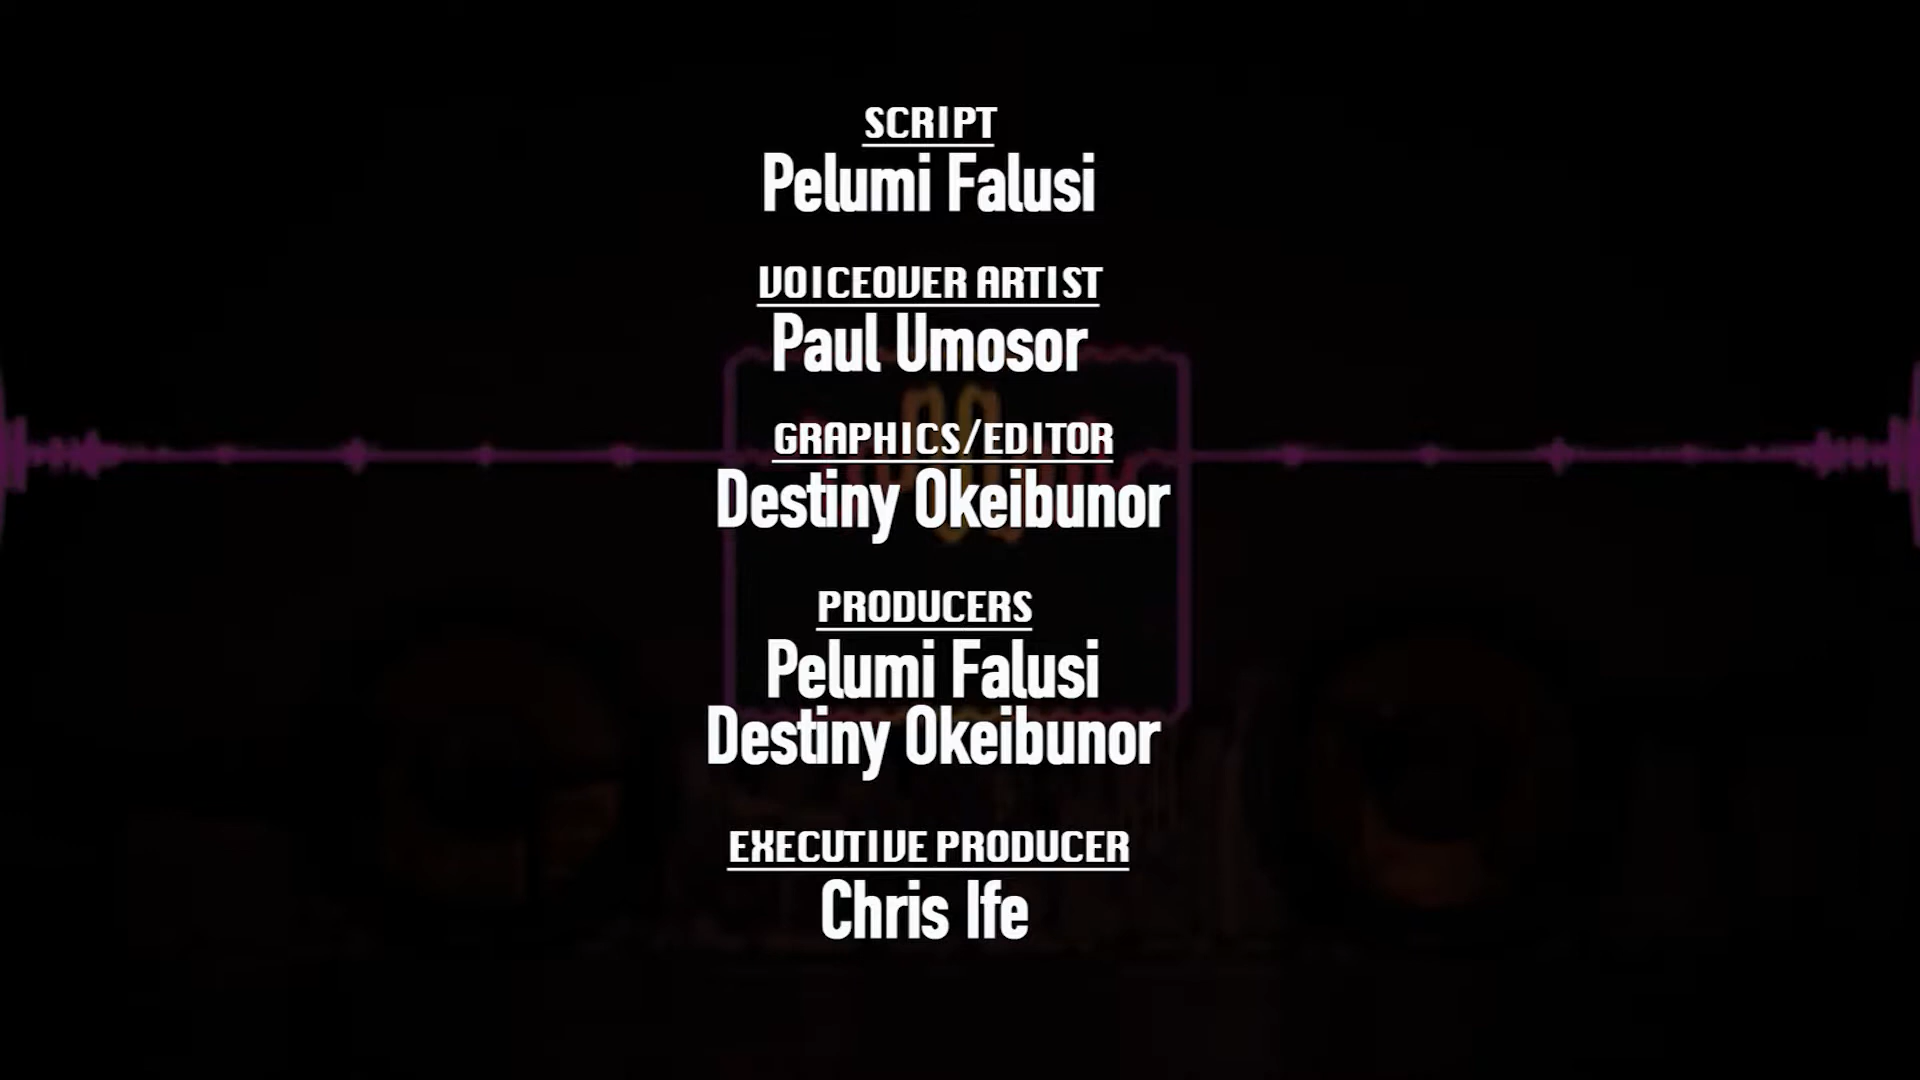 SCRIPT
Pelumi Falusi
VOICEOVER ARTIST
Paul Umosor
GRAPHICS/EDITOR
Destiny Okeibunor
PRODUCERS
Pelumi Falusi
Destiny Okeibunor
EXECUTIVE PRODUCER
Chris Ife